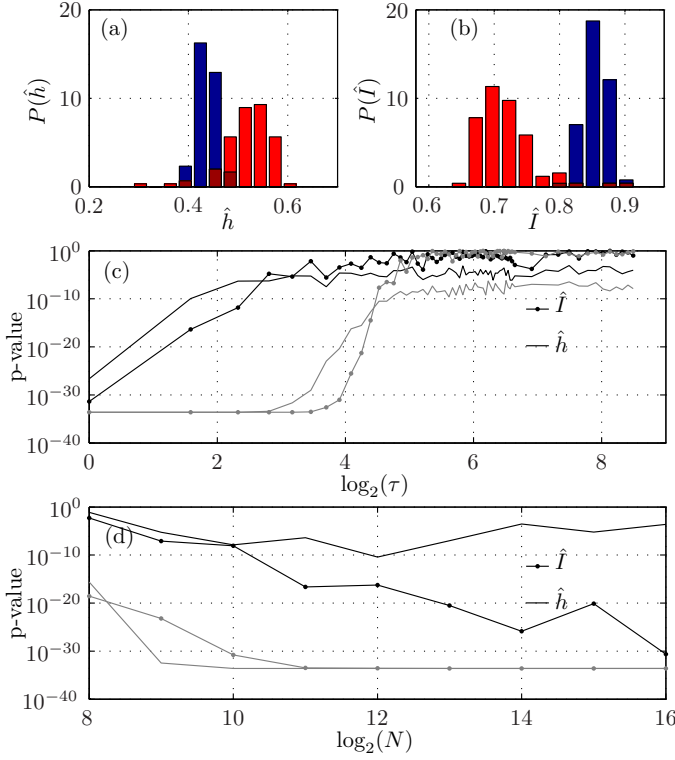 (a)
P(ĥ)
20
10
0
0.2 0.4 0.6
ĥ
(b)
P(Î)
20
10
0
0.6 0.7 0.8 0.9
Î
(c)
p-value
10^0
10^-10
10^-20
10^-30
10^-40
Î
ĥ
0 2 4 6 8
log_2(τ)
(d)
p-value
10^0
10^-10
10^-20
10^-30
10^-40
Î
ĥ
8 10 12 14 16
log_2(N)